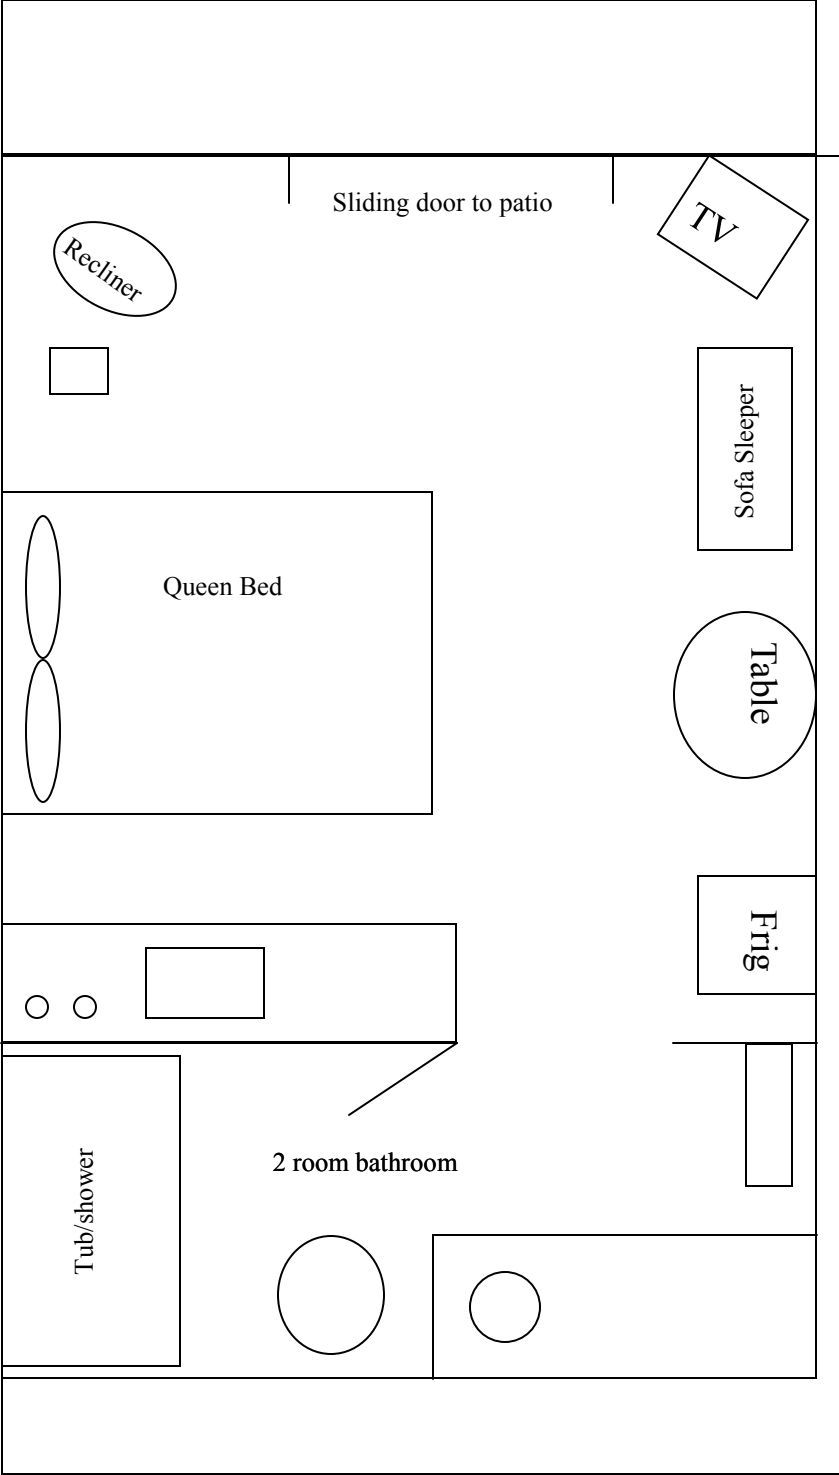 Sliding door to patio
TV
Recliner
Sofa Sleeper
Queen Bed
Table
Frig
2 room bathroom
Tub/shower